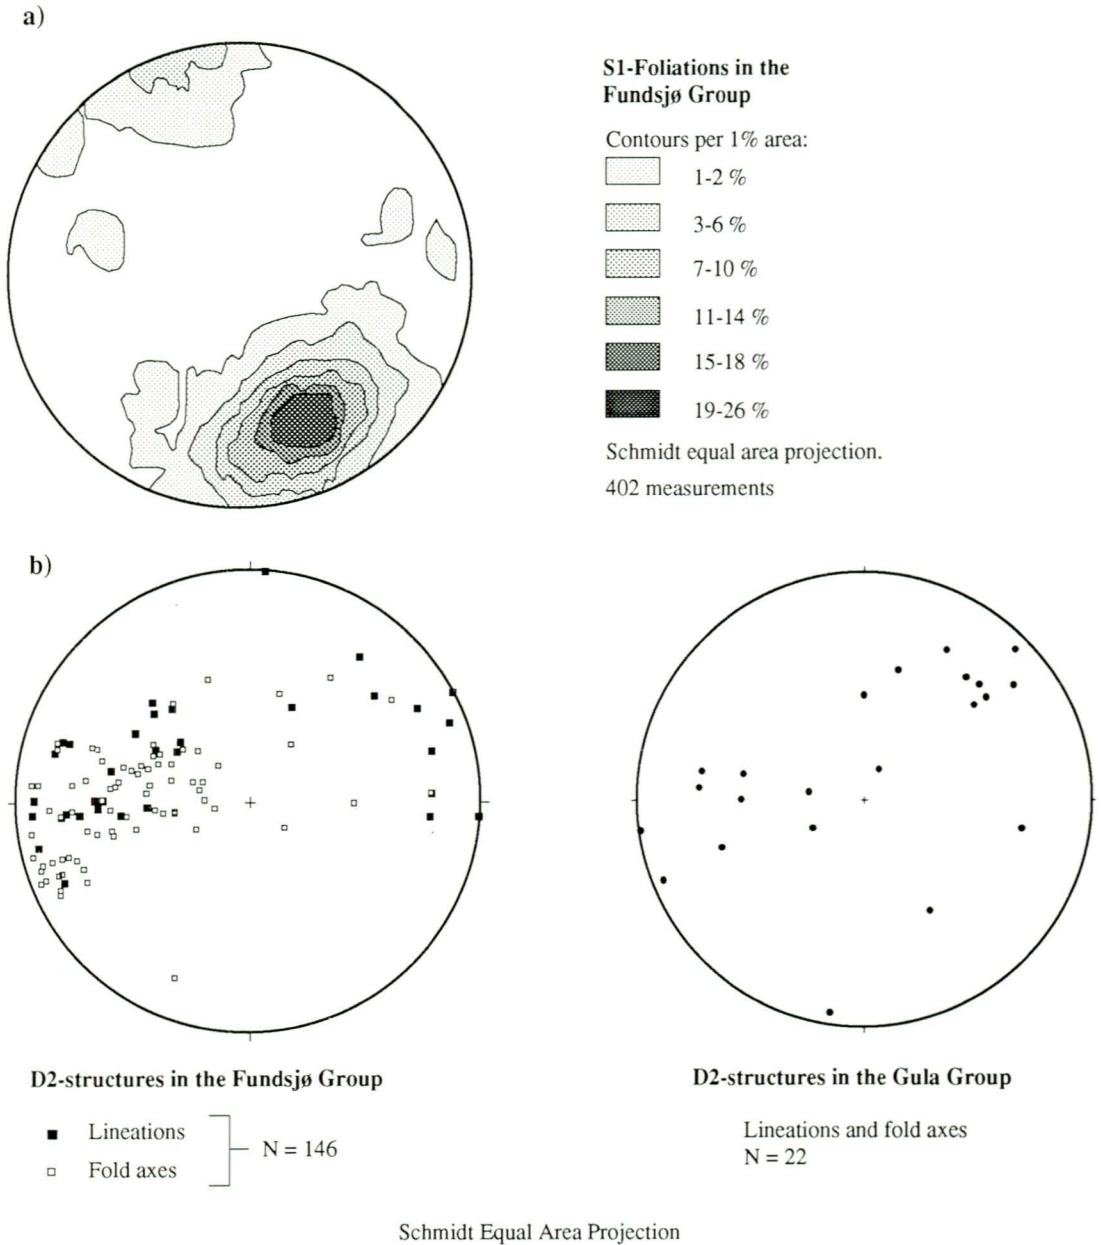 a)
S1-Foliations in the
Fundsjø Group
Contours per 1% area:
1-2 %
3-6 %
7-10 %
11-14 %
15-18 %
19-26 %
Schmidt equal area projection.
402 measurements
b)
D2-structures in the Fundsjø Group
Lineations
Fold axes
N = 146
D2-structures in the Gula Group
Lineations and fold axes
N = 22
Schmidt Equal Area Projection